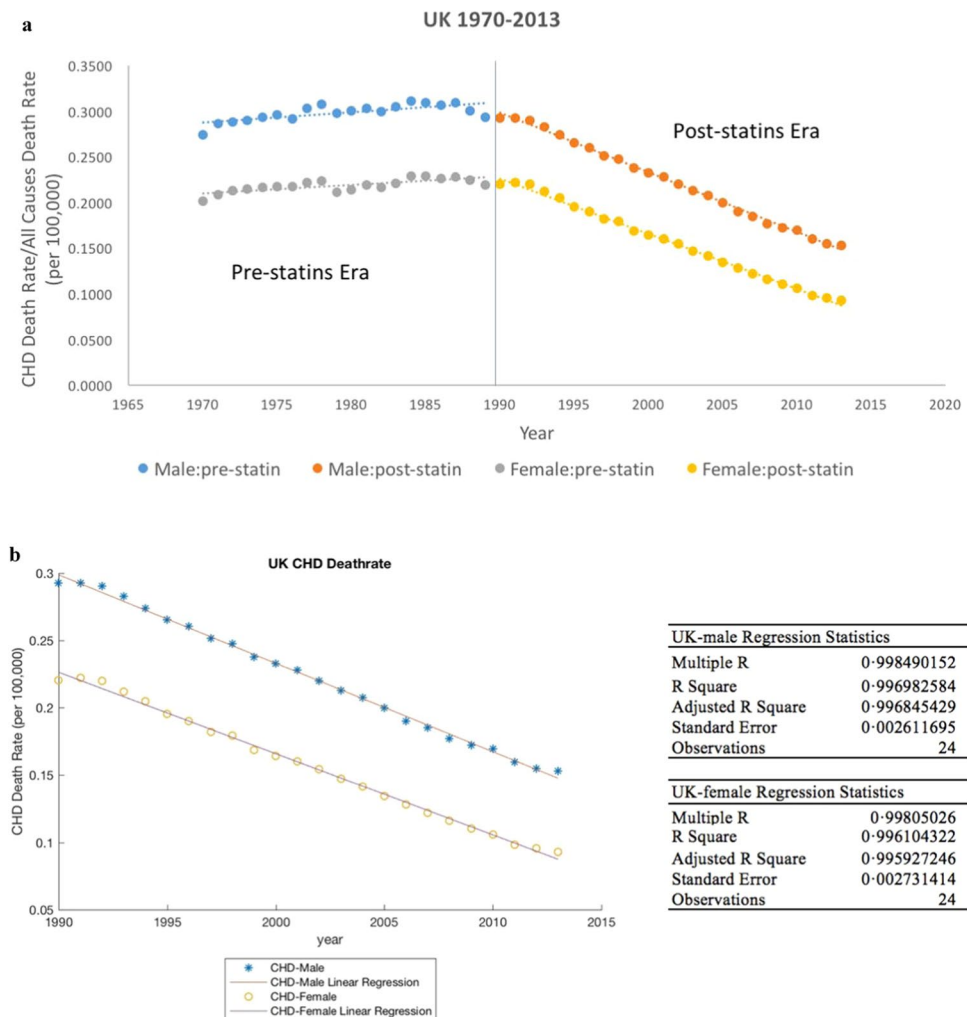 a
UK 1970-2013
CHD Death Rate/All Causes Death Rate
(per 100,000)
0.3500
0.3000
0.2500
0.2000
0.1500
0.1000
0.0500
0.0000
Post-statins Era
Pre-statins Era
1965 1970 1975 1980 1985 1990 1995 2000 2005 2010 2015 2020
Year
Male:pre-statin Male:post-statin Female:pre-statin Female:post-statin
b
UK CHD Deathrate
CHD Death Rate (per 100,000)
0.3
0.25
0.2
0.15
0.1
0.05
1990 1995 2000 2005 2010 2015
year
CHD-Male
CHD-Male Linear Regression
CHD-Female
CHD-Female Linear Regression
UK-male Regression Statistics
Multiple R 0·998490152
R Square 0·996982584
Adjusted R Square 0·996845429
Standard Error 0·002611695
Observations 24
UK-female Regression Statistics
Multiple R 0·99805026
R Square 0·996104322
Adjusted R Square 0·995927246
Standard Error 0·002731414
Observations 24